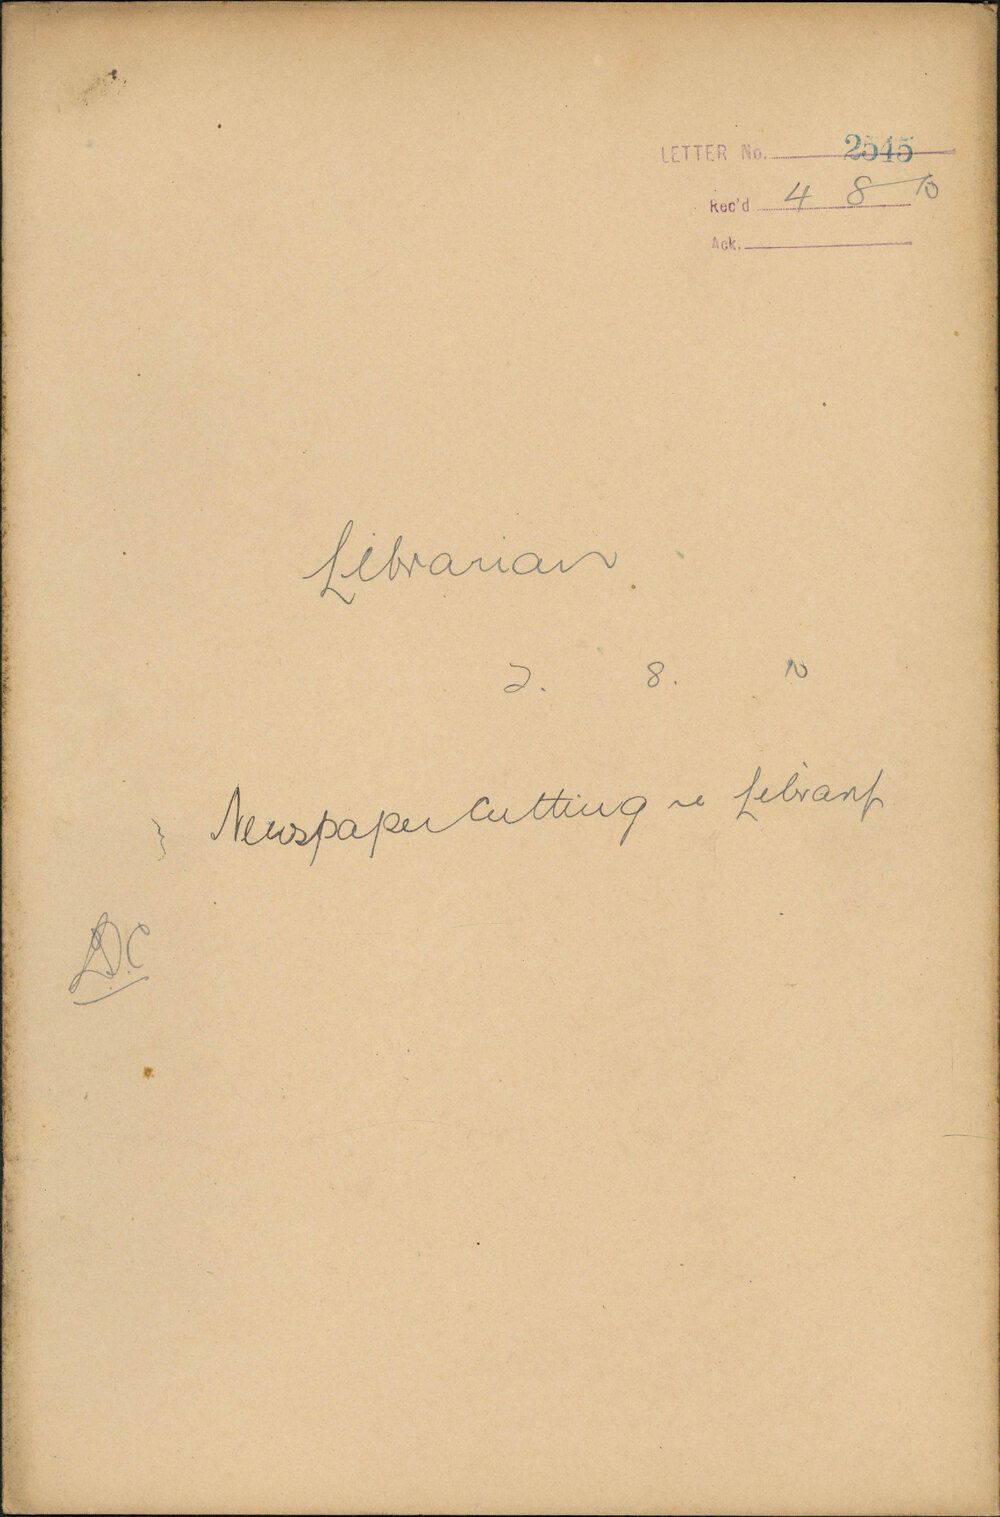 LETTER No. 2545
Rec'd 4 8 10
Ack.
Librarian
2. 8. 10
Newspaper Cutting re Library